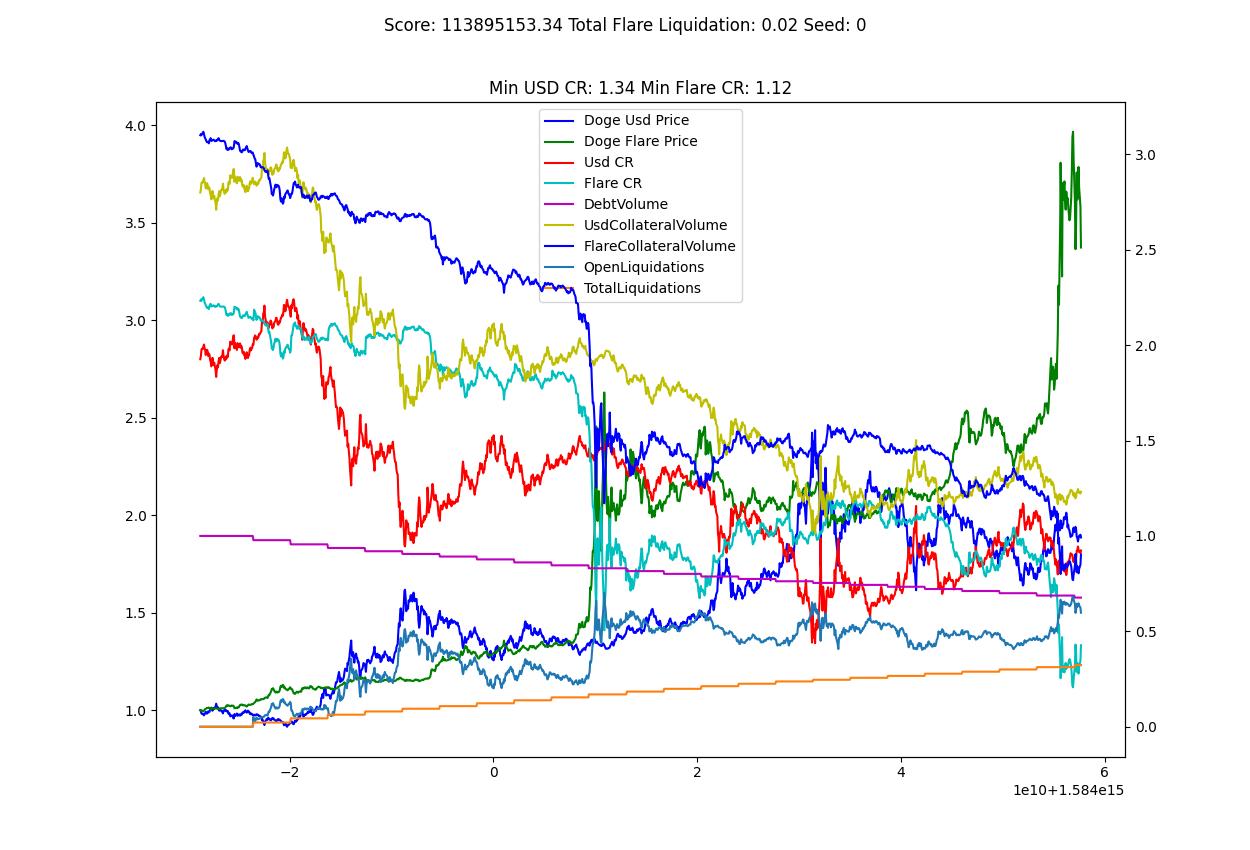 Score: 113895153.34 Total Flare Liquidation: 0.02 Seed: 0
Min USD CR: 1.34 Min Flare CR: 1.12
Doge Usd Price
Doge Flare Price
Usd CR
Flare CR
DebtVolume
UsdCollateralVolume
FlareCollateralVolume
OpenLiquidations
TotalLiquidations
4.0
3.5
3.0
2.5
2.0
1.5
1.0
3.0
2.5
2.0
1.5
1.0
0.5
0.0
−2
0
2
4
6
1e10+1.584e15